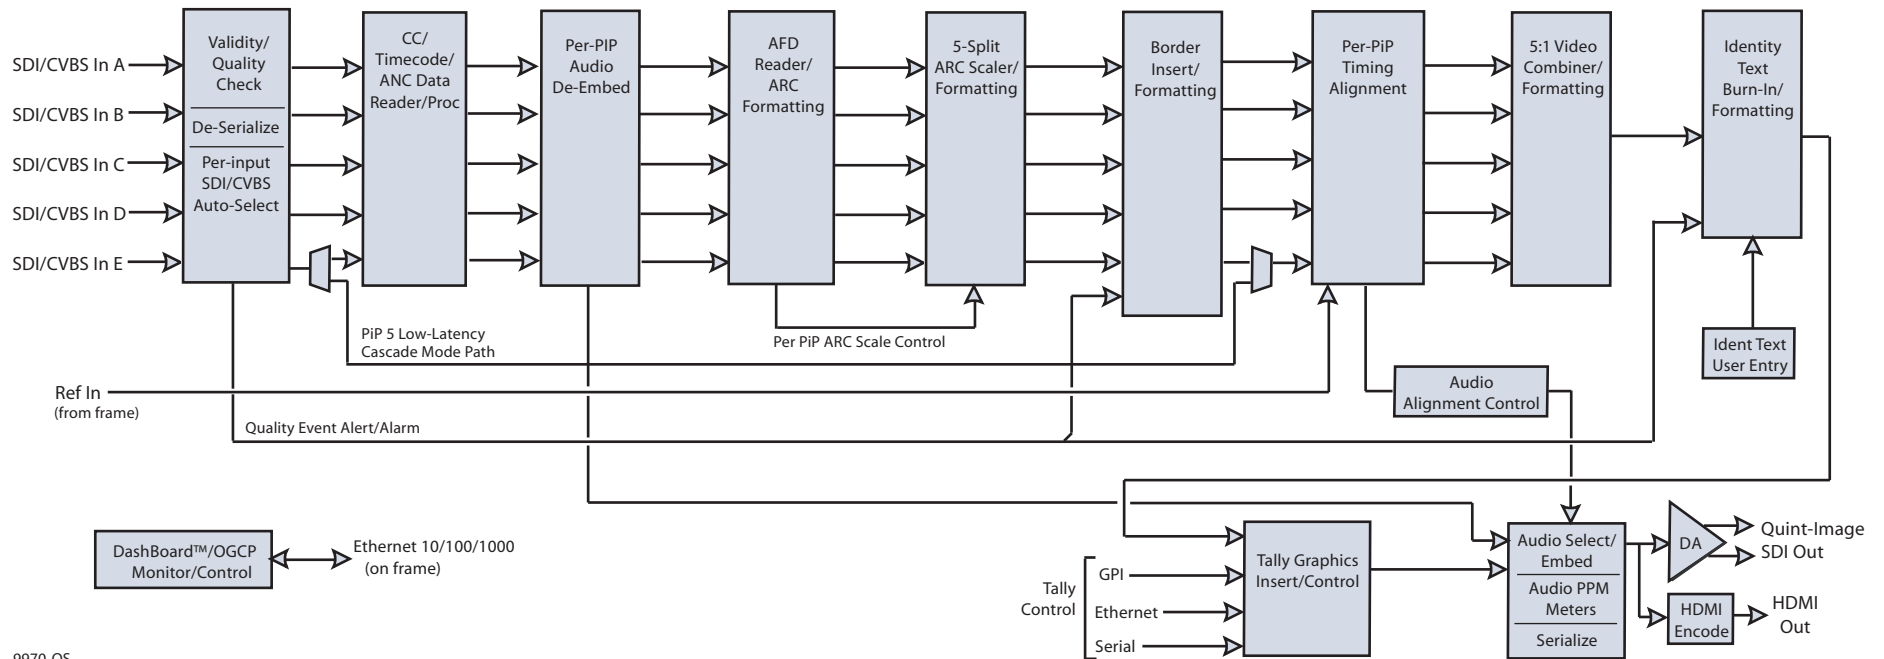 SDI/CVBS In A
SDI/CVBS In B
SDI/CVBS In C
SDI/CVBS In D
SDI/CVBS In E
Validity/
Quality
Check
De-Serialize
Per-input
SDI/CVBS
Auto-Select
CC/
Timecode/
ANC Data
Reader/Proc
Per-PIP
Audio
De-Embed
AFD
Reader/
ARC
Formatting
5-Split
ARC Scaler/
Formatting
Border
Insert/
Formatting
Per-PiP
Timing
Alignment
5:1 Video
Combiner/
Formatting
Identity
Text
Burn-In/
Formatting
PiP 5 Low-Latency
Cascade Mode Path
Per PiP ARC Scale Control
Ident Text
User Entry
Ref In
(from frame)
Audio
Alignment Control
Quality Event Alert/Alarm
DashBoard™/OGCP
Monitor/Control
Ethernet 10/100/1000
(on frame)
Tally
Control
GPI
Ethernet
Serial
Tally Graphics
Insert/Control
Audio Select/
Embed
Audio PPM
Meters
Serialize
DA
Quint-Image
SDI Out
HDMI
Encode
HDMI
Out
9970-QS